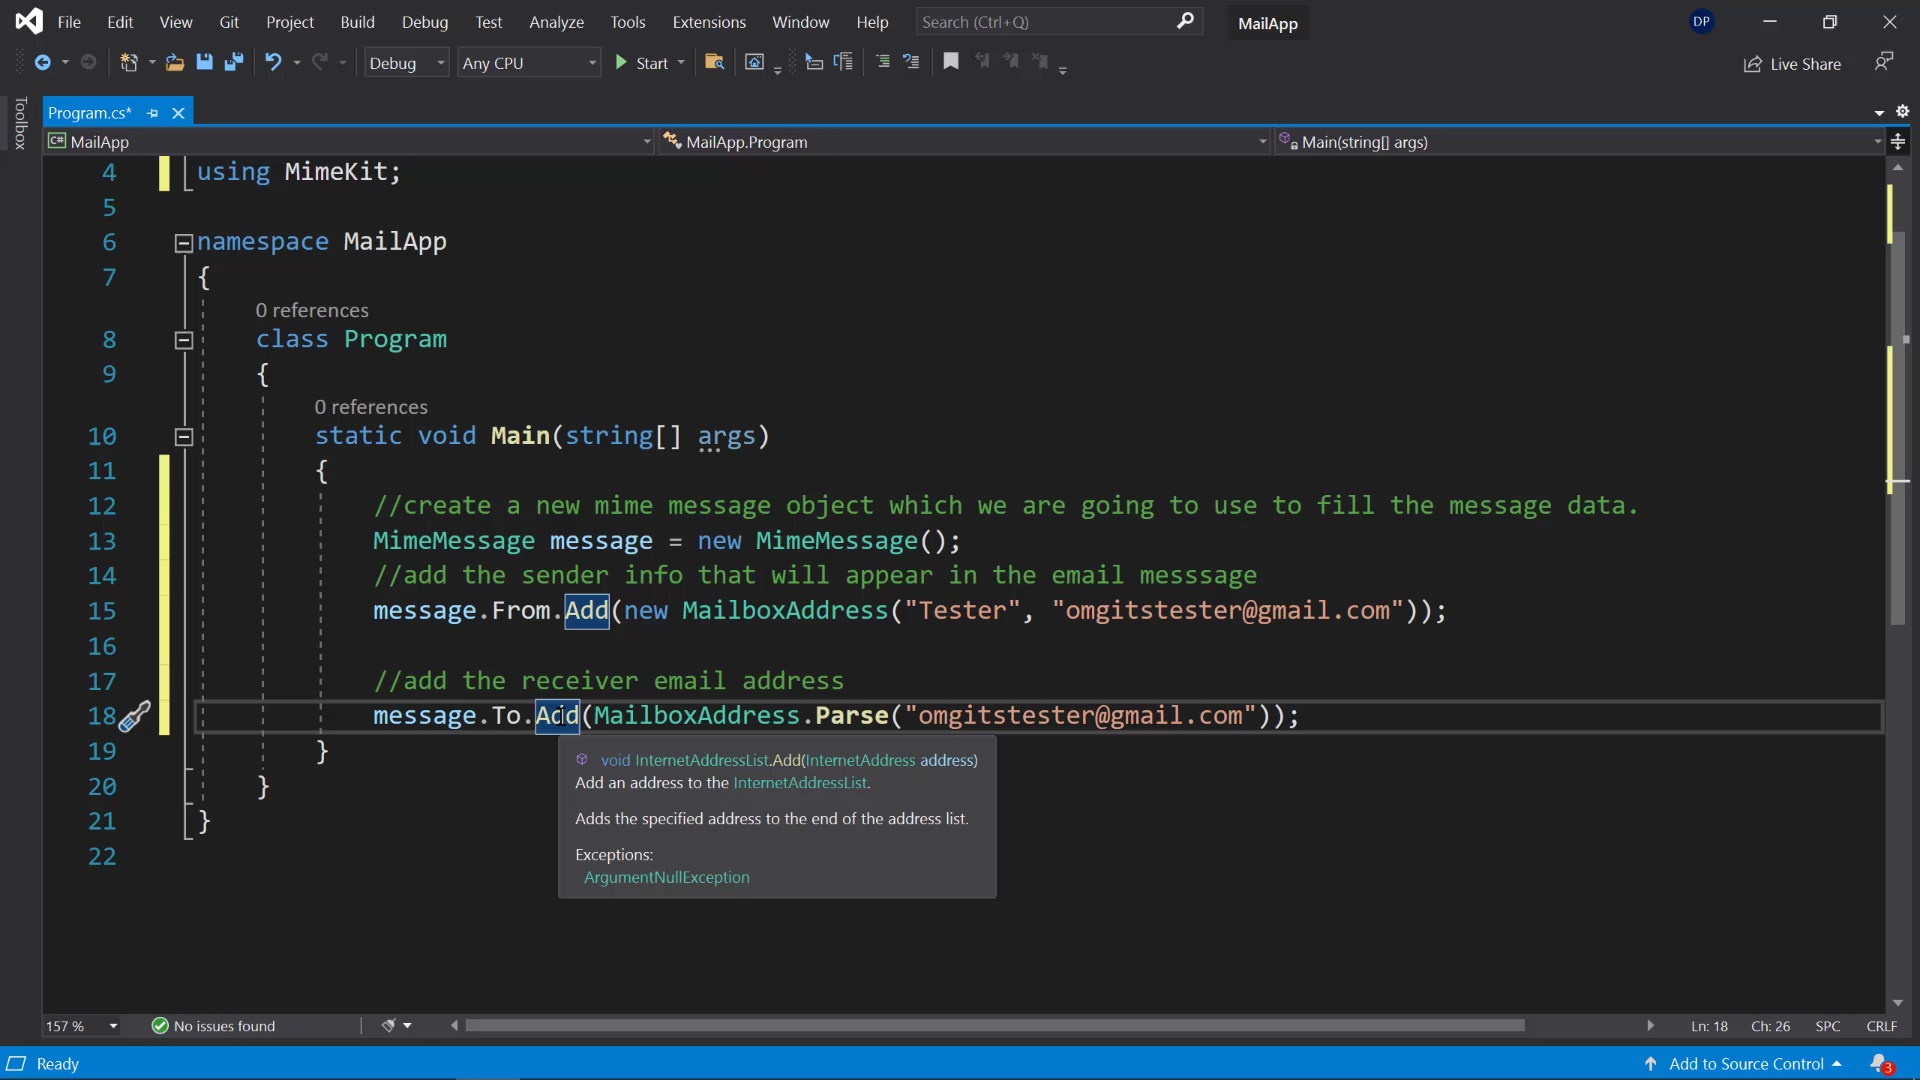 File Edit View Git Project Build Debug Test Analyze Tools Extensions Window Help Search (Ctrl+Q) MailApp DP
Debug Any CPU Start Live Share
Toolbox
Program.cs*
C# MailApp MailApp.Program Main(string[] args)
4 using MimeKit;
5
6 namespace MailApp
7 {
0 references
8 class Program
9 {
0 references
10 static void Main(string[] args)
11 {
12 //create a new mime message object which we are going to use to fill the message data.
13 MimeMessage message = new MimeMessage();
14 //add the sender info that will appear in the email messsage
15 message.From.Add(new MailboxAddress("Tester", "omgitstester@gmail.com"));
16
17 //add the receiver email address
18 message.To.Add(MailboxAddress.Parse("omgitstester@gmail.com"));
19 }
void InternetAddressList.Add(InternetAddress address)
Add an address to the InternetAddressList.
Adds the specified address to the end of the address list.
Exceptions:
ArgumentNullException
20 }
21 }
22
157 % No issues found Ln: 18 Ch: 26 SPC CRLF
Ready Add to Source Control 3